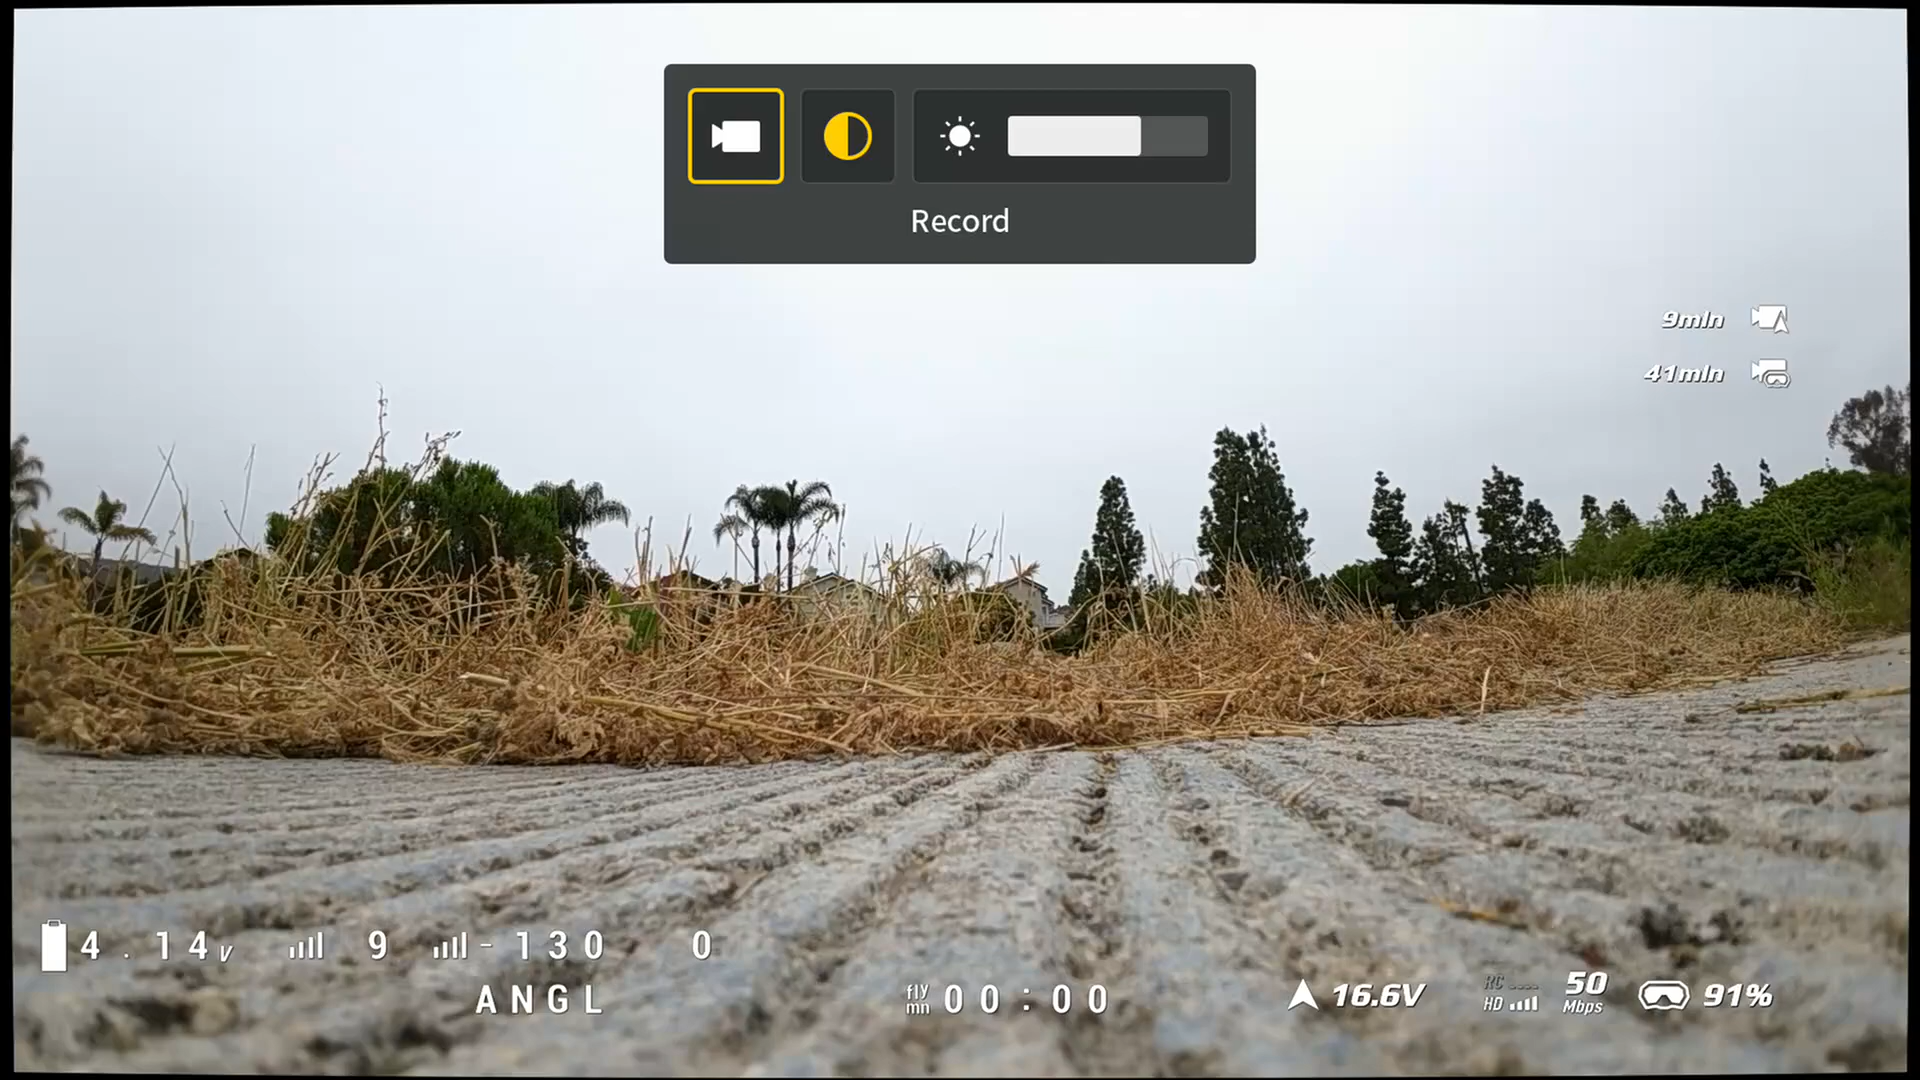 Record
9min
41min
4.14V 9 -130 0
ANGL
fly mn 00:00
16.6V
RC
HD
50
Mbps
91%